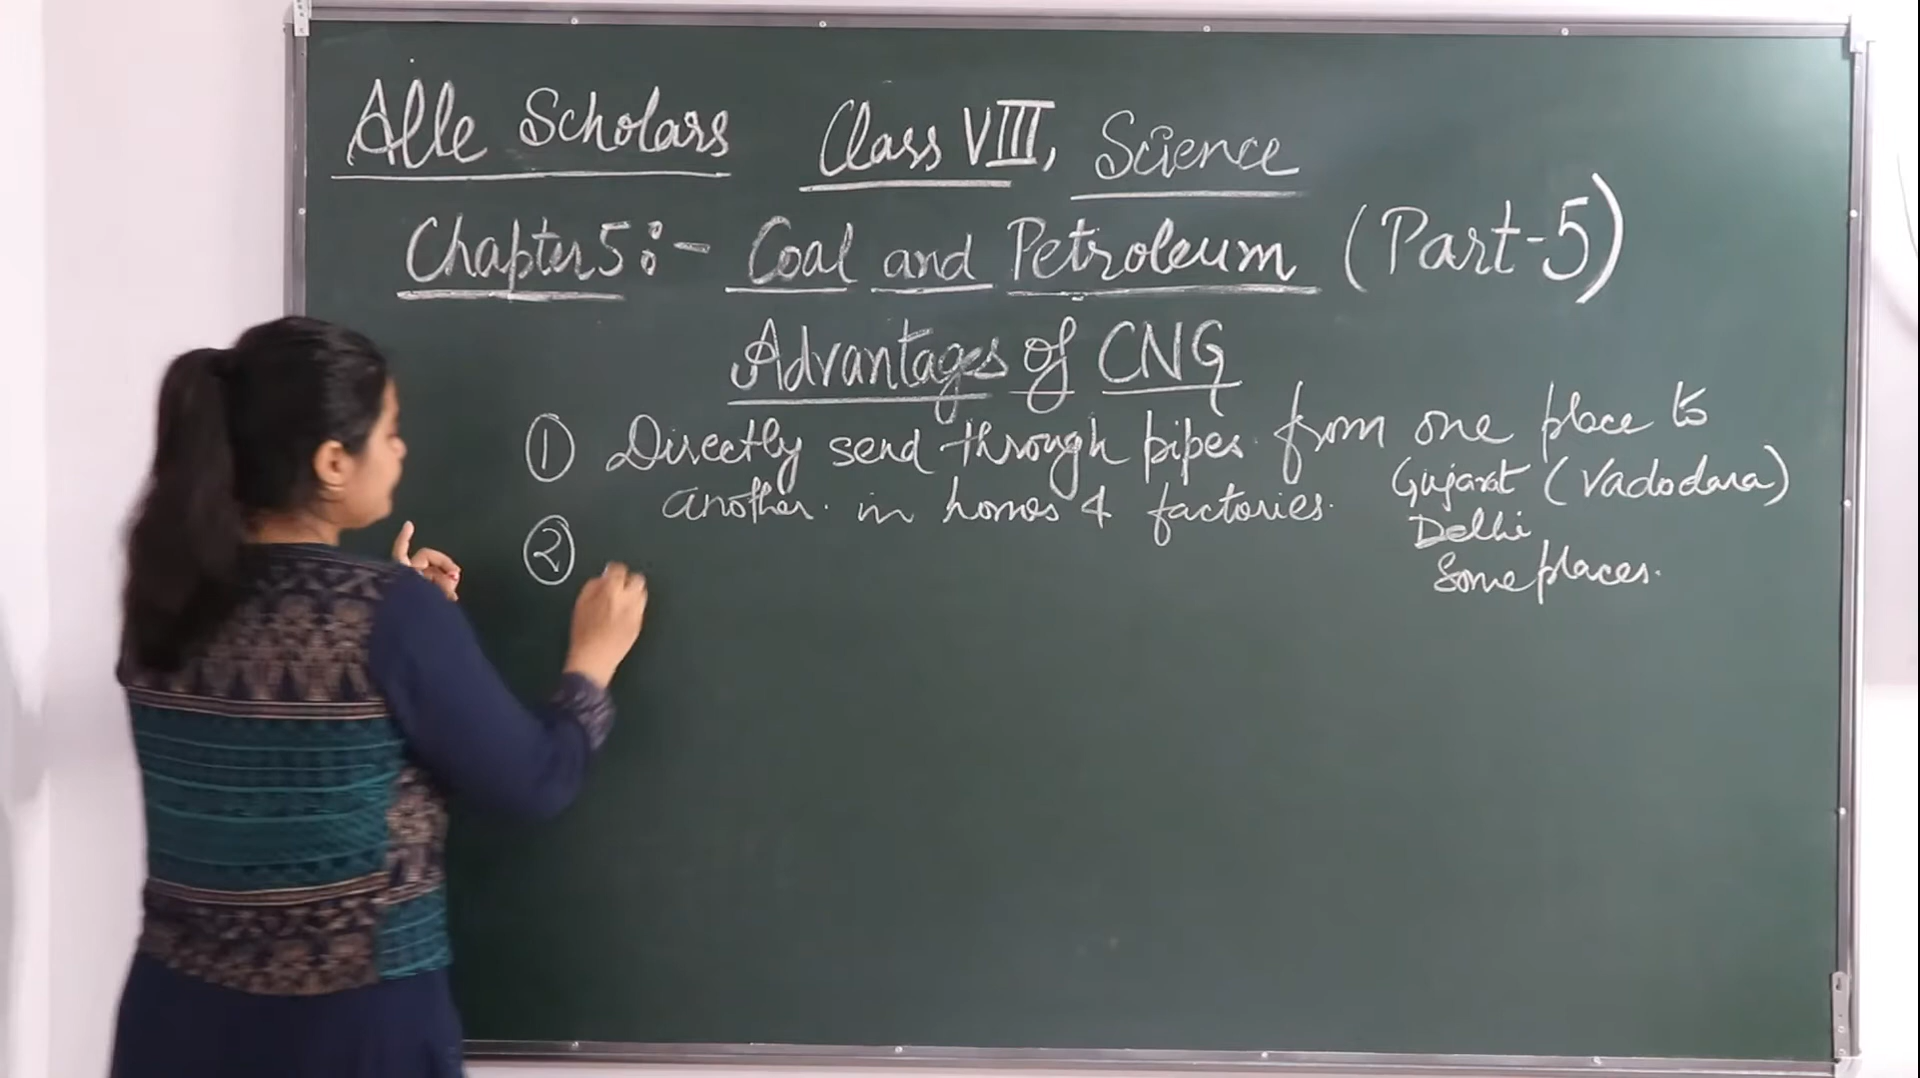 Alle Scholars Class VIII, Science
Chapter 5:- Coal and Petroleum (Part-5)
Advantages of CNG
① Directly send through pipes from one place to
another in homes & factories.
Gujarat (Vadodara)
Delhi
Some places.
②